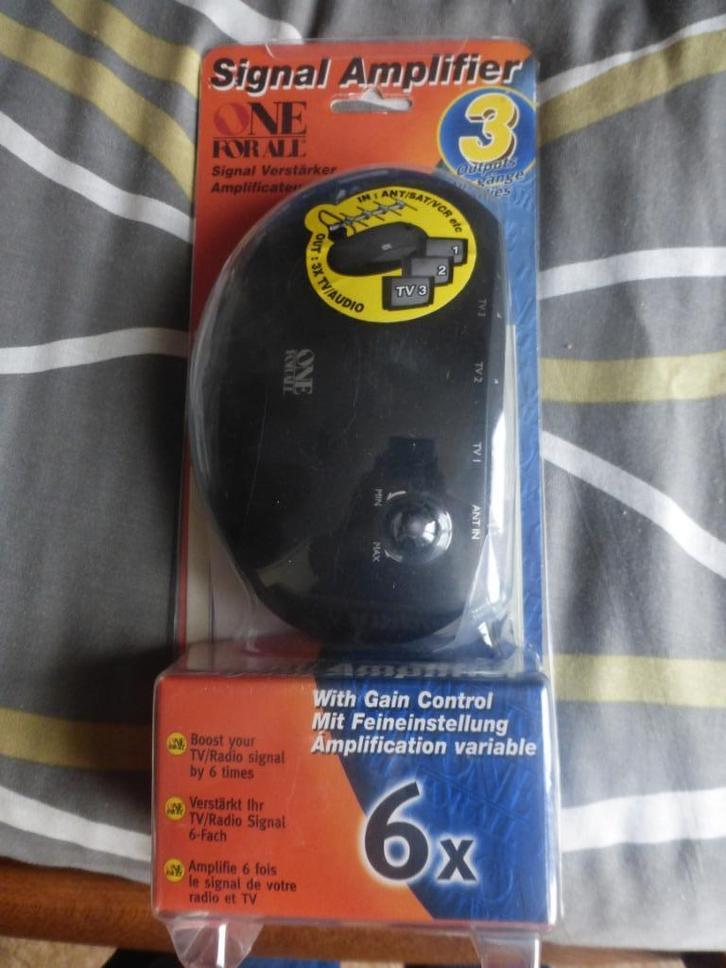 Signal Amplifier
ONE
FOR ALL
Signal Verstärker
3
Outputs
IN : ANT/SAT/VCR etc
OUT : 3X TV/AUDIO
1
2
TV 3
TV 2
TV 1
ANT IN
ONE
FOR ALL
MIN
MAX
With Gain Control
Mit Feineinstellung
Amplification variable
Boost your
TV/Radio signal
by 6 times
Verstärkt Ihr
TV/Radio Signal
6-Fach
Amplifie 6 fois
le signal de votre
radio et TV
6x